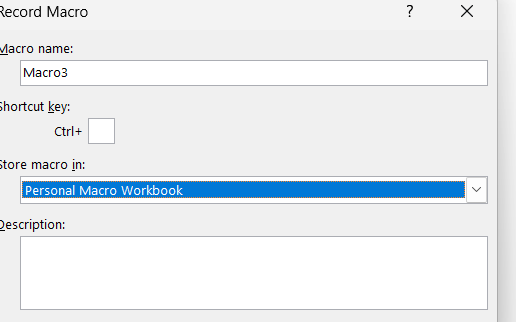 Record Macro ?
Macro name:
Macro3
Shortcut key:
Ctrl+
Store macro in:
Personal Macro Workbook
Description: